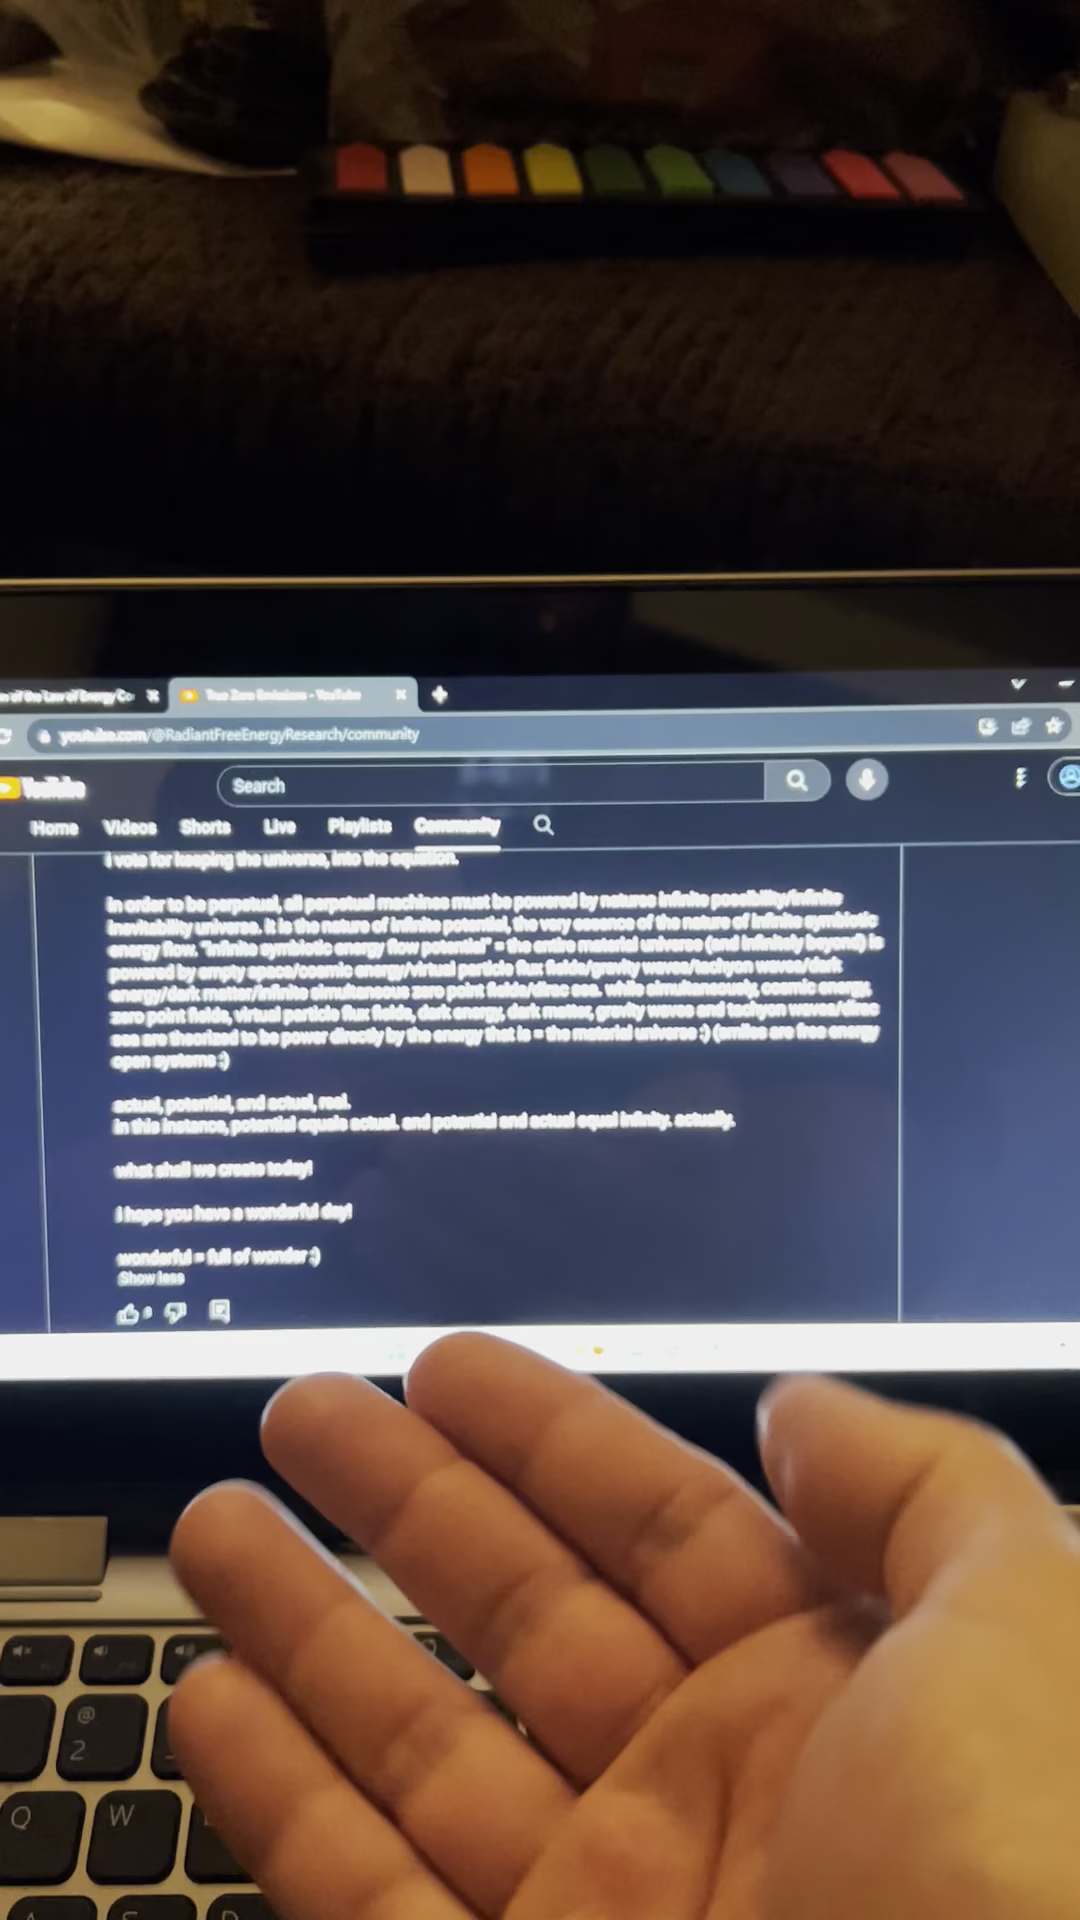 n of the Law of Energy Co
True Zero Emissions - YouTube
youtube.com/@RadiantFreeEnergyResearch/community
YouTube
Search
Home Videos Shorts Live Playlists Community
I vote for keeping the universe, into the equation.
In order to be perpetual, all perpetual machines must be powered by natures infinite possibility/infinite
inevitability universe. it is the nature of infinite potential, the very essence of the nature of infinite symbiotic
energy flow. "infinite symbiotic energy flow potential" = the entire material universe (and infinitely beyond) is
powered by empty space/cosmic energy/virtual particle flux fields/gravity waves/tachyon waves/dark
energy/dark matter/infinite simultaneous zero point fields/dirac sea. while simultaneously, cosmic energy,
zero point fields, virtual particle flux fields, dark energy, dark matter, gravity waves and tachyon waves/dirac
sea are theorized to be power directly by the energy that is = the material universe :) (smiles are free energy
open systems :)
actual, potential, and actual, real.
In this instance, potential equals actual. and potential and actual equal infinity. actually.
what shall we create today!
I hope you have a wonderful day!
wonderful = full of wonder :)
Show less
@
2
Q W
A S D